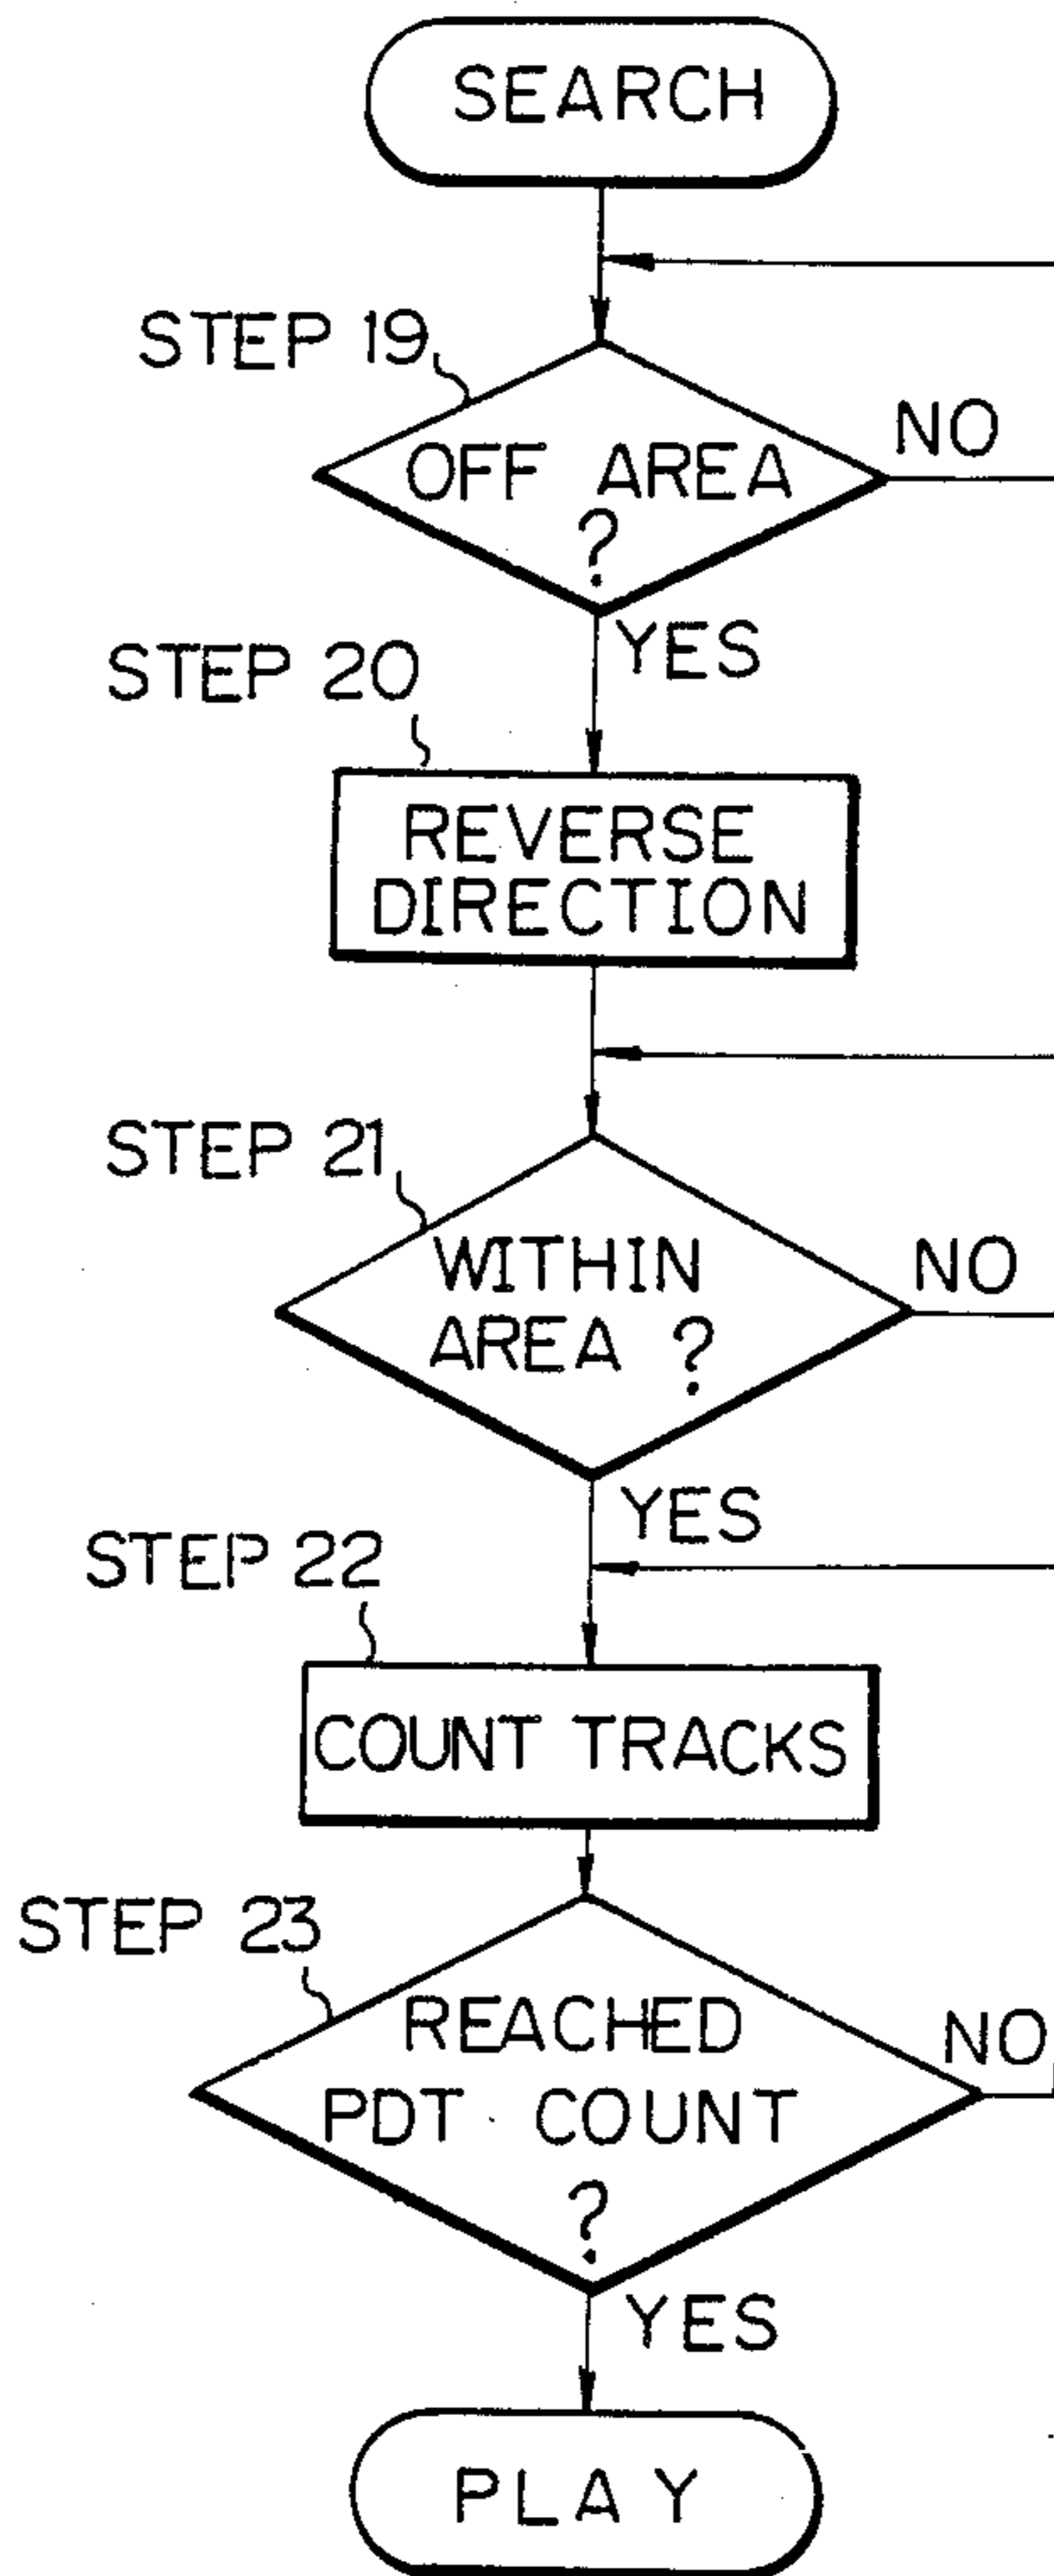 SEARCH
STEP 19
OFF AREA
?
NO
YES
STEP 20
REVERSE
DIRECTION
STEP 21
WITHIN
AREA ?
NO
YES
STEP 22
COUNT TRACKS
STEP 23
REACHED
PDT COUNT
?
NO
YES
PLAY